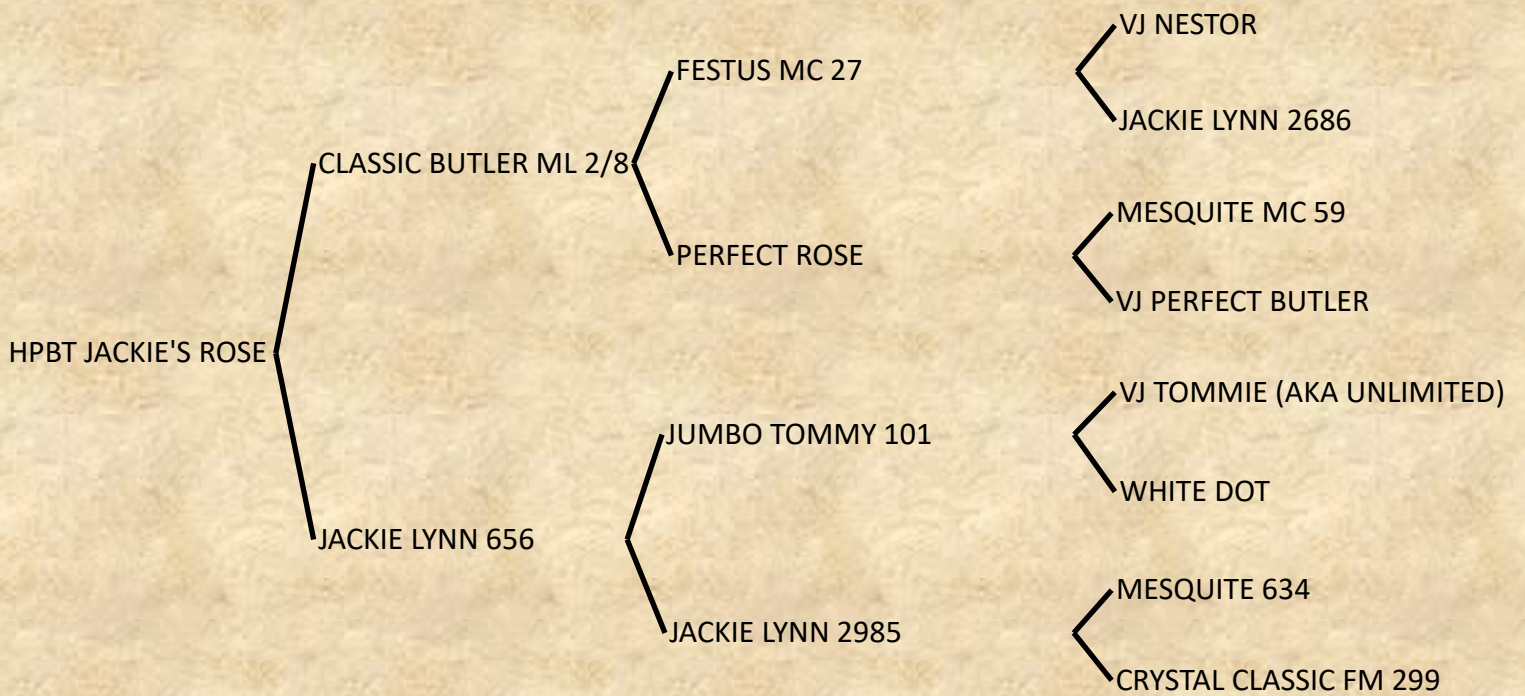 VJ NESTOR
FESTUS MC 27
JACKIE LYNN 2686
CLASSIC BUTLER ML 2/8
MESQUITE MC 59
PERFECT ROSE
VJ PERFECT BUTLER
HPBT JACKIE'S ROSE
VJ TOMMIE (AKA UNLIMITED)
JUMBO TOMMY 101
WHITE DOT
JACKIE LYNN 656
MESQUITE 634
JACKIE LYNN 2985
CRYSTAL CLASSIC FM 299